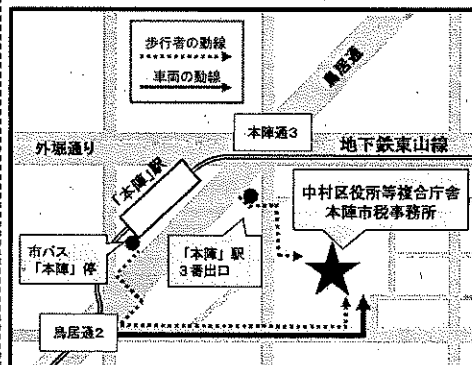 歩行者の動線
車両の動線
鳥居通
本陣通3
外堀通り
地下鉄東山線
「本陣」駅
中村区役所等複合庁舎
本陣市税事務所
市バス
「本陣」停
「本陣」駅
3番出口
鳥居通2